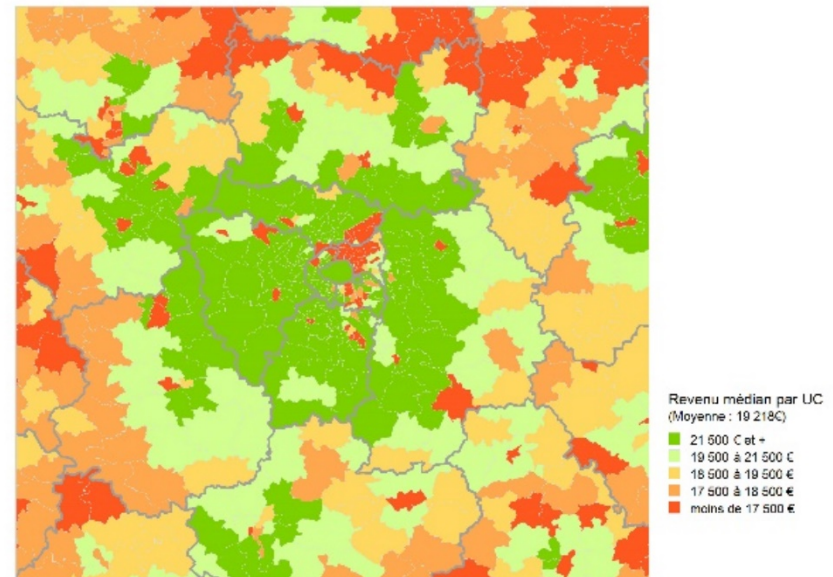 Revenu médian par UC
(Moyenne : 19 218€)
21 500 € et +
19 500 à 21 500 €
18 500 à 19 500 €
17 500 à 18 500 €
moins de 17 500 €